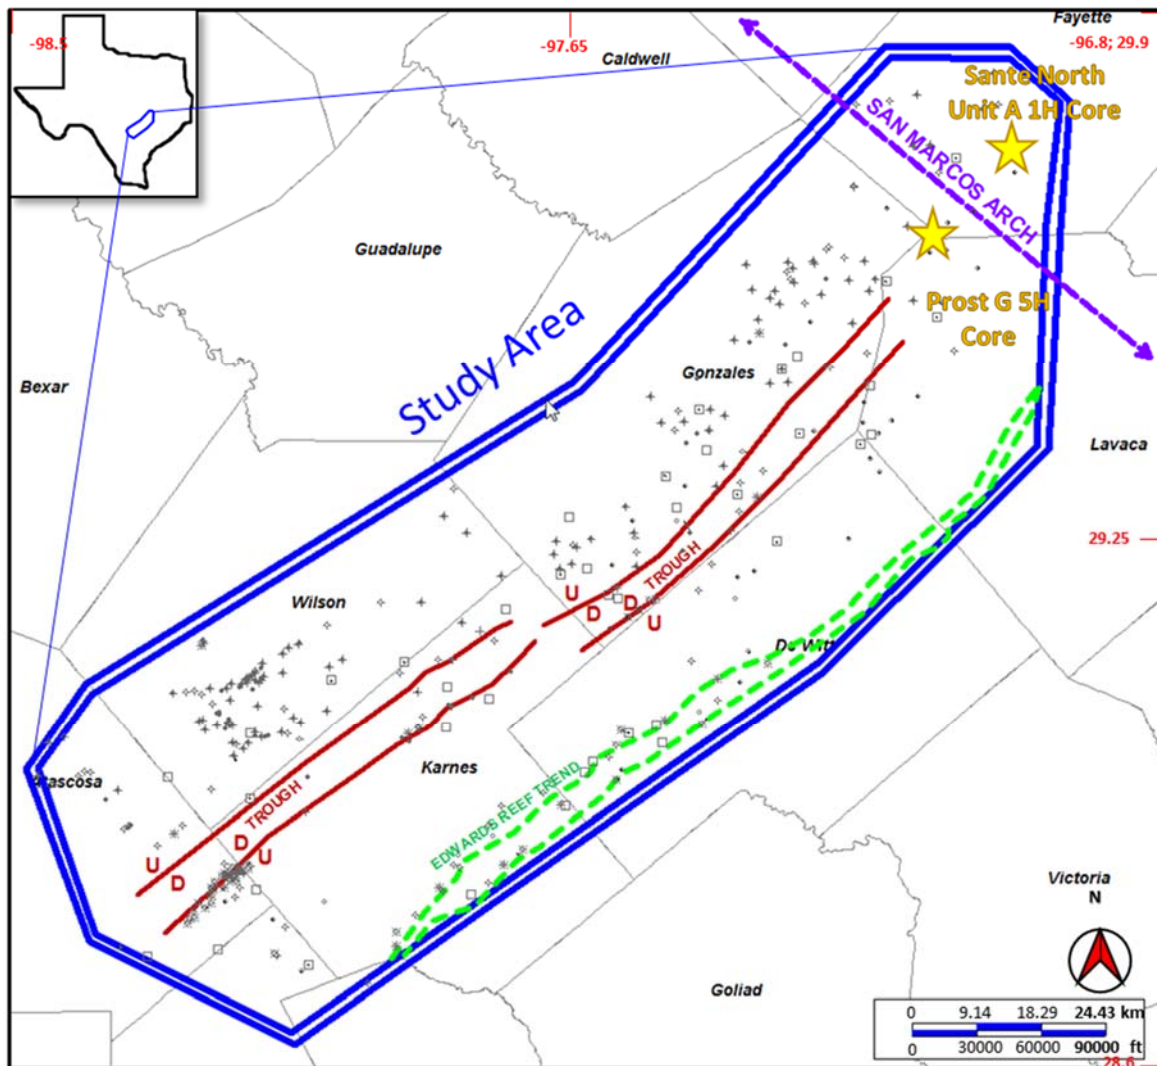 Fayette
-98.5
-97.65
-96.8; 29.9
Caldwell
Sante North
Unit A 1H Core
SAN MARCOS ARCH
Guadalupe
Prost G 5H
Core
Study Area
Bexar
Gonzales
Lavaca
29.25
TROUGH
U
D
D
U
Wilson
De Witt
Karnes
EDWARDS REEF TREND
TROUGH
U
D
D
U
Victoria
N
Goliad
0 9.14 18.29 24.43 km
0 30000 60000 90000 ft
28.6